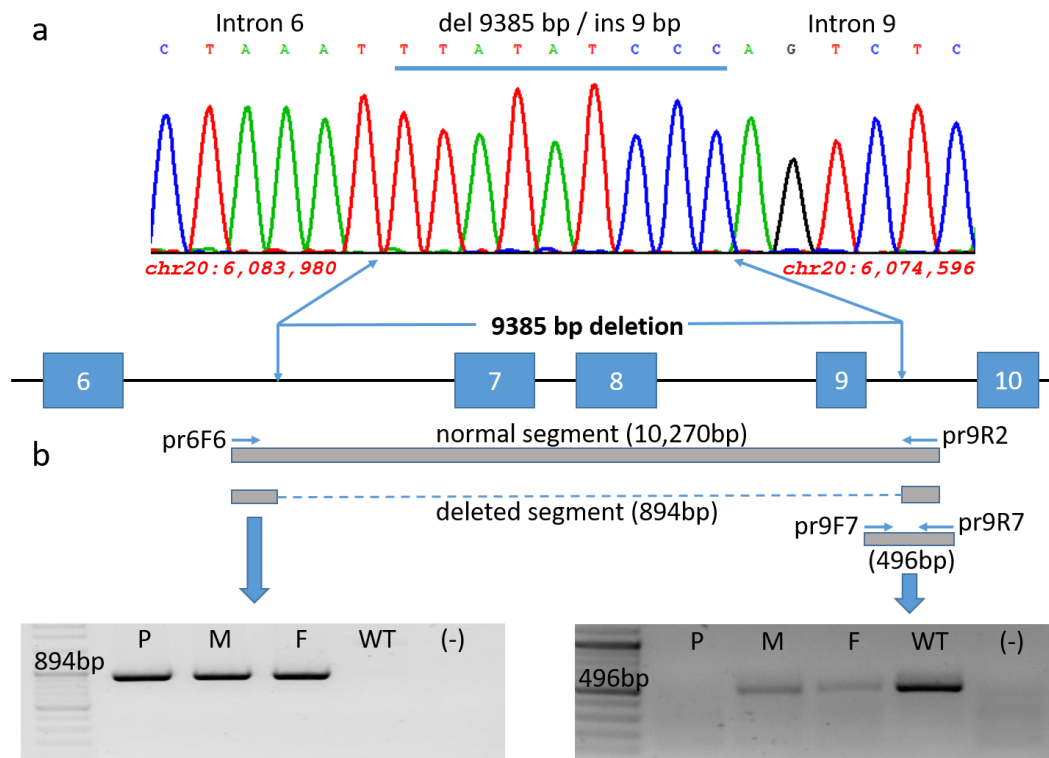 a
Intron 6 del 9385 bp / ins 9 bp Intron 9
C T A A A T T T A T A T C C C A G T C T C
chr20:6,083,980 chr20:6,074,596
9385 bp deletion
6 7 8 9 10
b
pr6F6 normal segment (10,270bp) pr9R2
deleted segment (894bp)
pr9F7 pr9R7
(496bp)
P M F WT (-)
894bp
P M F WT (-)
496bp